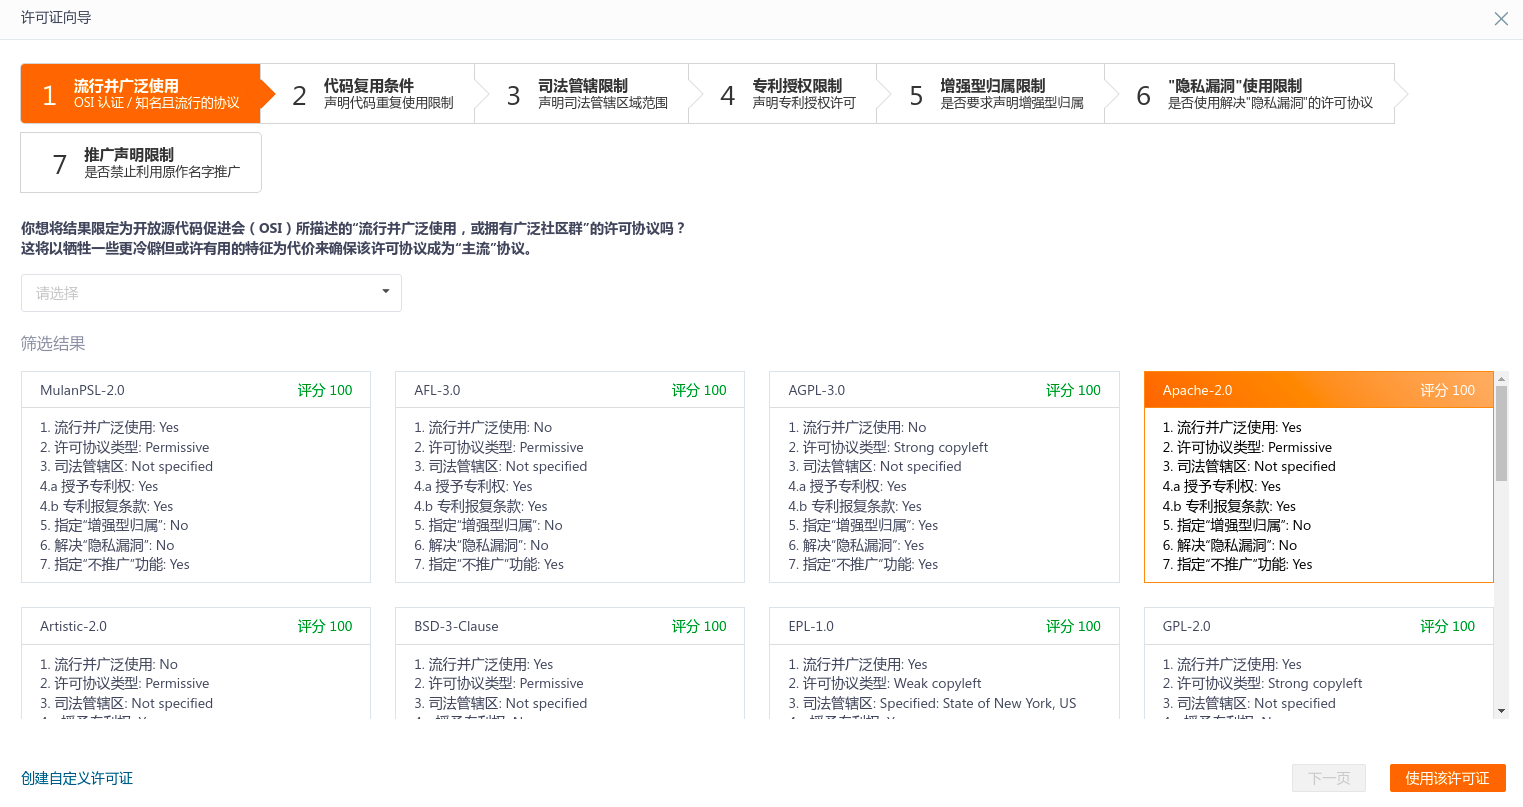 许可证向导
1 流行并广泛使用
OSI 认证 / 知名且流行的协议
2 代码复用条件
声明代码重复使用限制
3 司法管辖限制
声明司法管辖区域范围
4 专利授权限制
声明专利授权许可
5 增强型归属限制
是否要求声明增强型归属
6 "隐私漏洞"使用限制
是否使用解决"隐私漏洞"的许可协议
7 推广声明限制
是否禁止利用原作名字推广
你想将结果限定为开放源代码促进会（OSI）所描述的“流行并广泛使用，或拥有广泛社区群”的许可协议吗？
这将以牺牲一些更冷僻但或许有用的特征为代价来确保该许可协议成为“主流”协议。
请选择
筛选结果
MulanPSL-2.0 评分 100
1. 流行并广泛使用: Yes
2. 许可协议类型: Permissive
3. 司法管辖区: Not specified
4.a 授予专利权: Yes
4.b 专利报复条款: Yes
5. 指定“增强型归属”: No
6. 解决“隐私漏洞”: No
7. 指定“不推广”功能: Yes
AFL-3.0 评分 100
1. 流行并广泛使用: No
2. 许可协议类型: Permissive
3. 司法管辖区: Not specified
4.a 授予专利权: Yes
4.b 专利报复条款: Yes
5. 指定“增强型归属”: No
6. 解决“隐私漏洞”: No
7. 指定“不推广”功能: Yes
AGPL-3.0 评分 100
1. 流行并广泛使用: No
2. 许可协议类型: Strong copyleft
3. 司法管辖区: Not specified
4.a 授予专利权: Yes
4.b 专利报复条款: Yes
5. 指定“增强型归属”: Yes
6. 解决“隐私漏洞”: Yes
7. 指定“不推广”功能: Yes
Apache-2.0 评分 100
1. 流行并广泛使用: Yes
2. 许可协议类型: Permissive
3. 司法管辖区: Not specified
4.a 授予专利权: Yes
4.b 专利报复条款: Yes
5. 指定“增强型归属”: No
6. 解决“隐私漏洞”: No
7. 指定“不推广”功能: Yes
Artistic-2.0 评分 100
1. 流行并广泛使用: No
2. 许可协议类型: Permissive
3. 司法管辖区: Not specified
BSD-3-Clause 评分 100
1. 流行并广泛使用: Yes
2. 许可协议类型: Permissive
3. 司法管辖区: Not specified
EPL-1.0 评分 100
1. 流行并广泛使用: Yes
2. 许可协议类型: Weak copyleft
3. 司法管辖区: Specified: State of New York, US
GPL-2.0 评分 100
1. 流行并广泛使用: Yes
2. 许可协议类型: Strong copyleft
3. 司法管辖区: Not specified
创建自定义许可证
下一页
使用该许可证